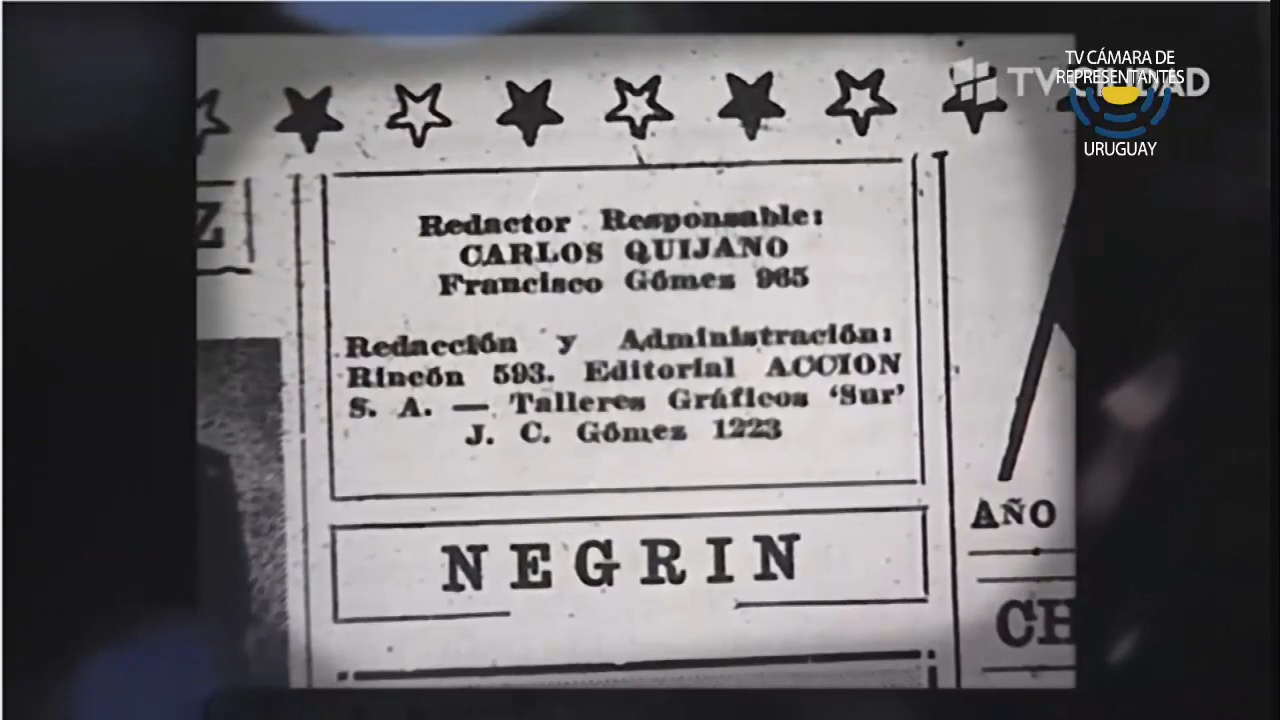 TV CÁMARA DE
REPRESENTANTES
URUGUAY
Z
Redactor Responsable:
CARLOS QUIJANO
Francisco Gómez 965
Redacción y Administración:
Rincón 593. Editorial ACCION
S. A. — Talleres Gráficos ‘Sur’
J. C. Gómez 1223
NEGRIN
AÑO
CH